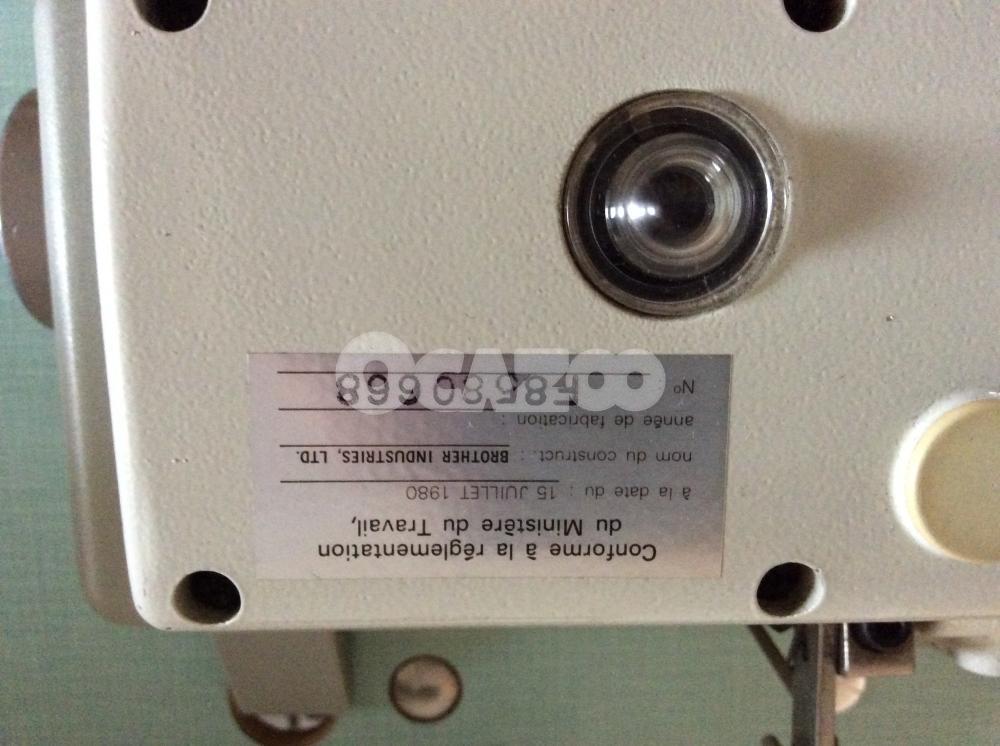 Conforme à la réglementation
du Ministère du Travail,
à la date du : 15 JUILLET 1980
nom du construct. : BROTHER INDUSTRIES, LTD.
année de fabrication :
N°
OCAZOO